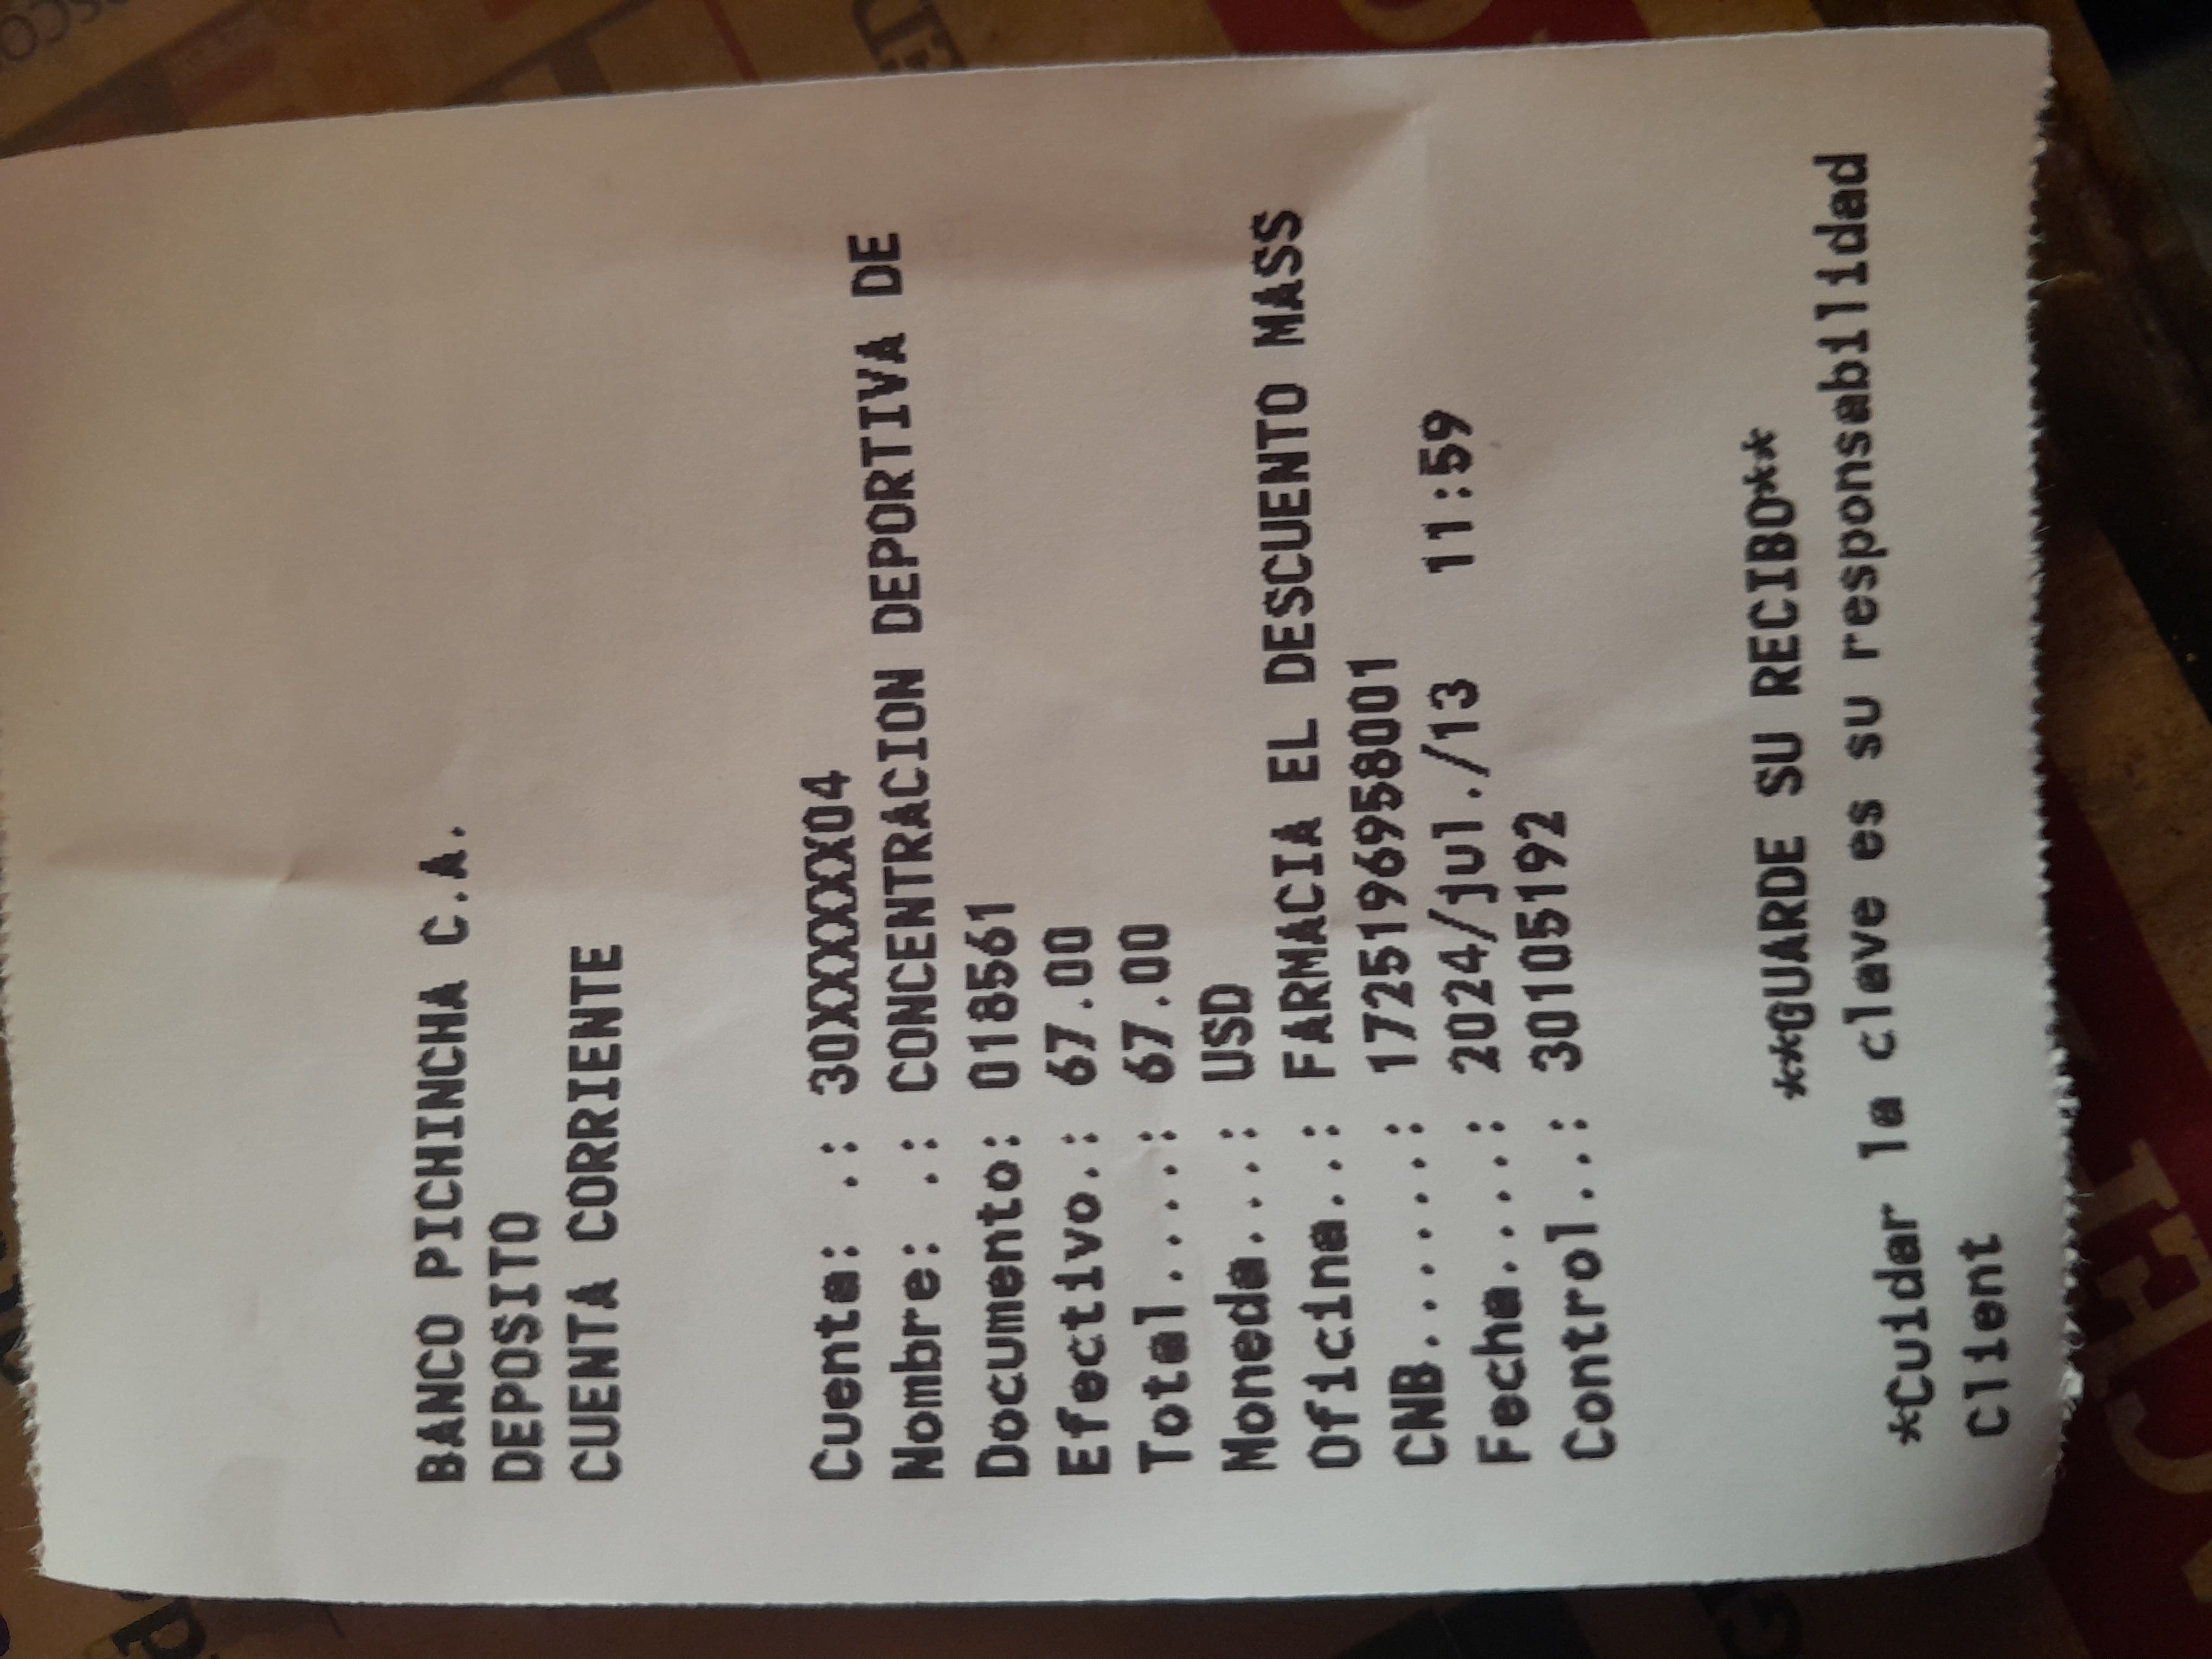 BANCO PICHINCHA C.A.
DEPOSITO
CUENTA CORRIENTE
Cuenta: .: 30XXXXXX04
Nombre: .: CONCENTRACION DEPORTIVA DE
Documento: 018561
Efectivo.: 67.00
Total....: 67.00
Moneda...: USD
Oficina..: FARMACIA EL DESCUENTO MASS
CNB......: 1725196958001
Fecha....: 2024/jul./13 11:59
Control..: 30105192
**GUARDE SU RECIBO**
*Cuidar la clave es su responsabilidad
Client